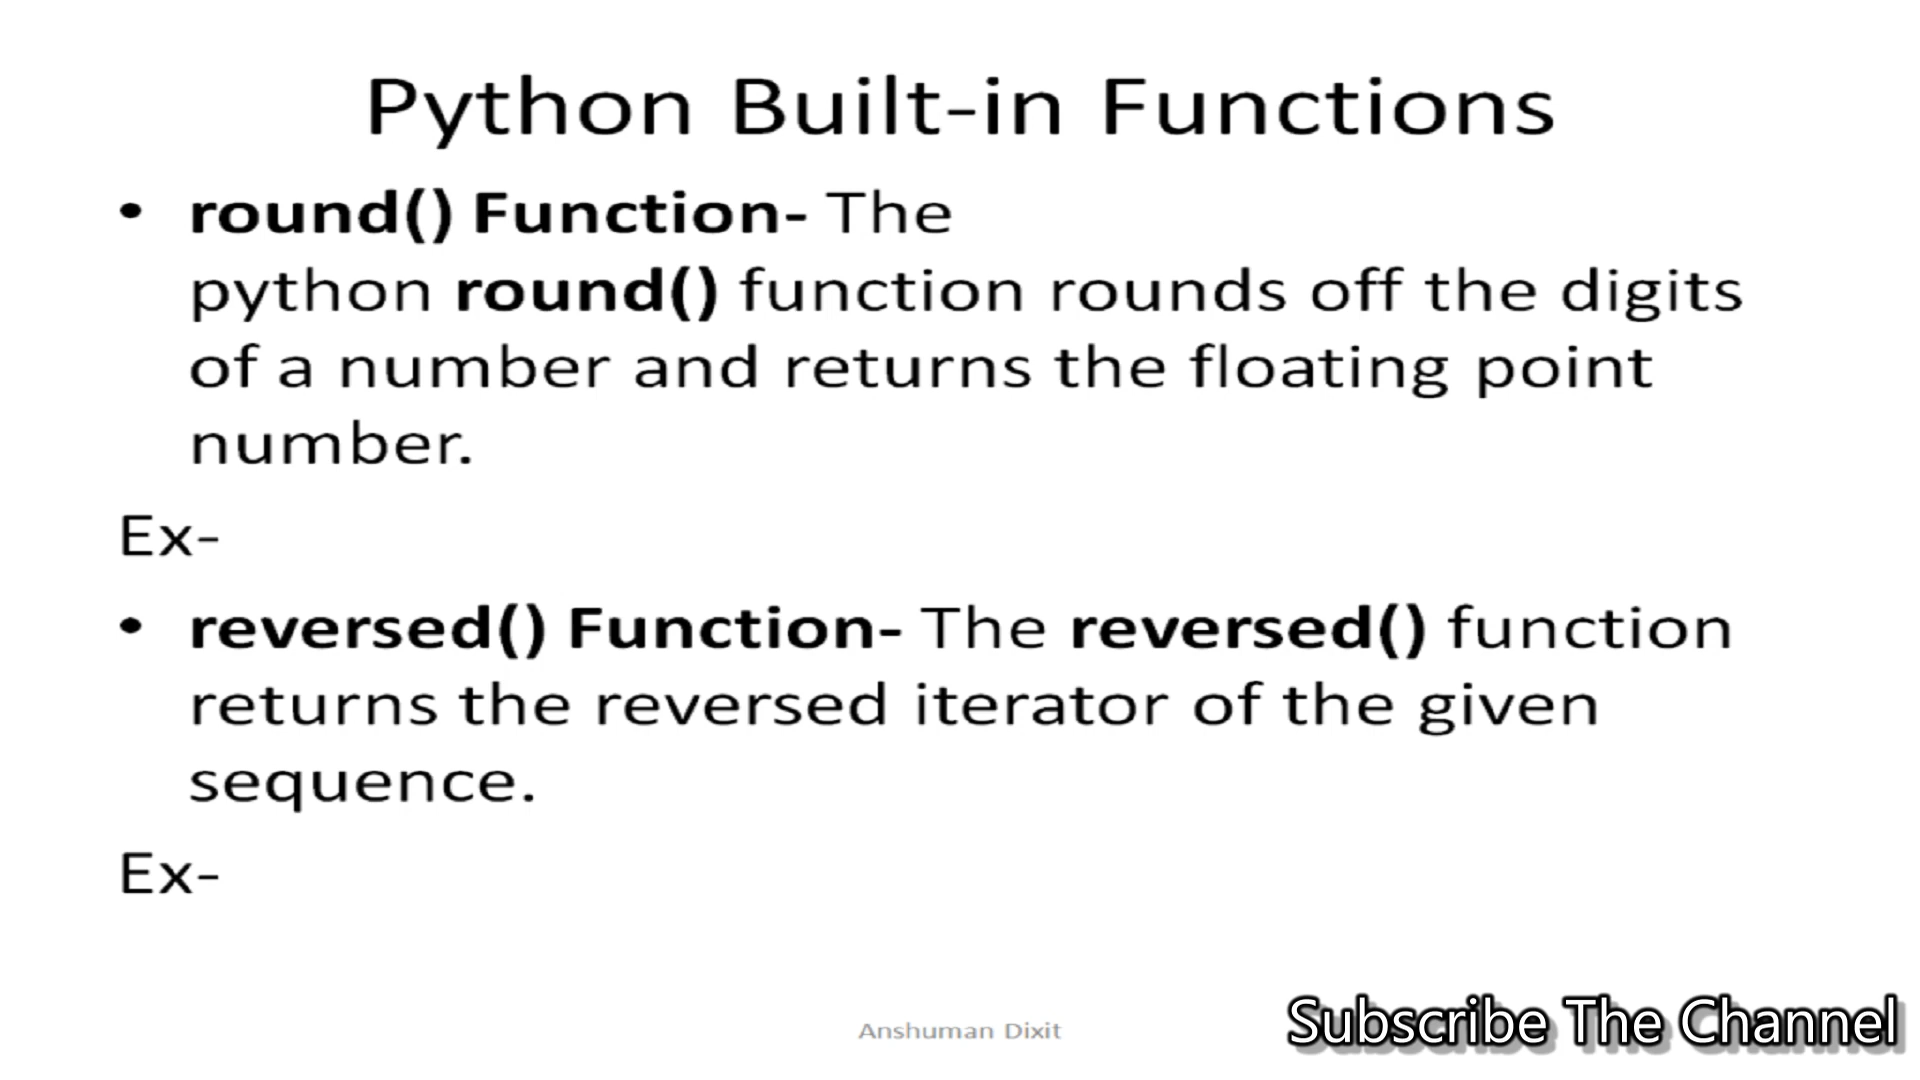 Python Built-in Functions
• round() Function- The
python round() function rounds off the digits
of a number and returns the floating point
number.
Ex-
• reversed() Function- The reversed() function
returns the reversed iterator of the given
sequence.
Ex-
Anshuman Dixit
Subscribe The Channel